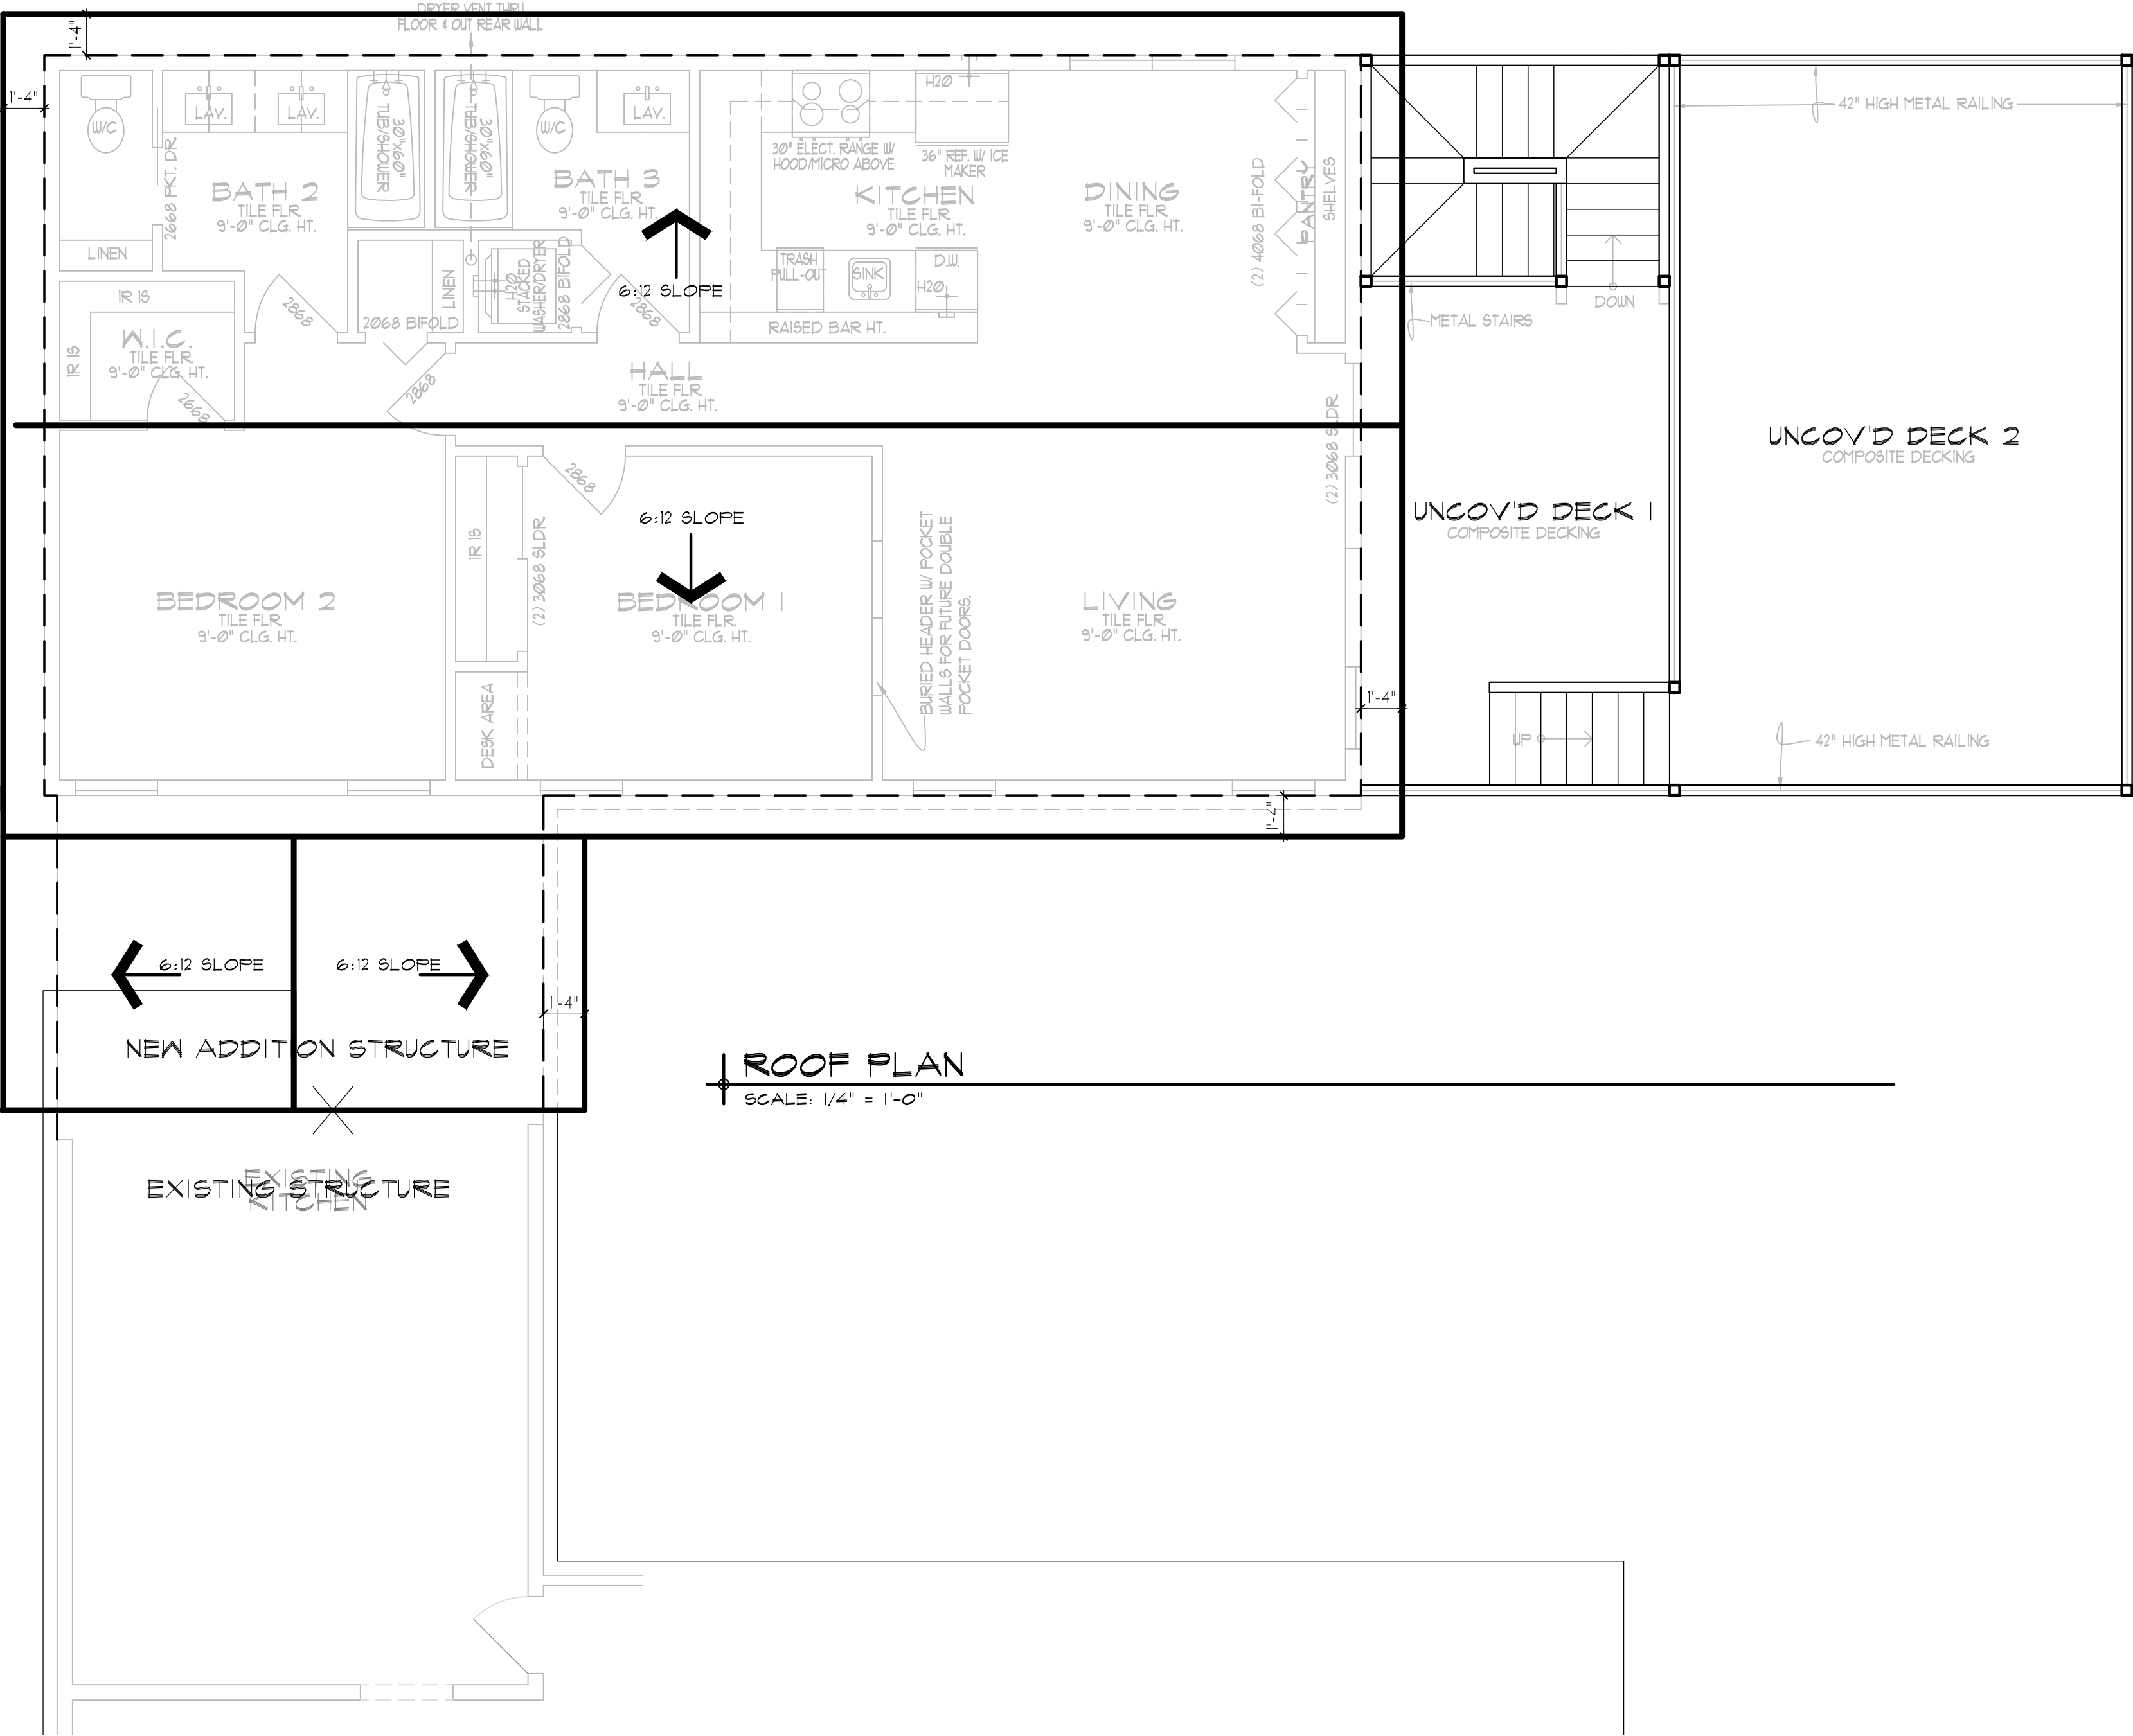 DRYER VENT THRU
FLOOR & OUT REAR WALL
1'-4"
1'-4"
W/C
LAV.
LAV.
30"x60"
TUB/SHOWER
30"x60"
TUB/SHOWER
W/C
LAV.
H2O
30" ELECT. RANGE W/
HOOD/MICRO ABOVE
36" REF. W/ ICE
MAKER
2668 PKT. DR
BATH 2
TILE FLR
9'-0" CLG. HT.
BATH 3
TILE FLR.
9'-0" CLG. HT.
KITCHEN
TILE FLR
9'-0" CLG. HT.
DINING
TILE FLR
9'-0" CLG. HT.
(2) 4068 BI-FOLD
PANTRY
SHELVES
42" HIGH METAL RAILING
LINEN
LINEN
H2O
STACKED
WASHER/DRYER
2868 BIFOLD
TRASH
PULL-OUT
SINK
D.W.
H2O
DOWN
METAL STAIRS
1R 1S
1R 1S
2868
2068 BIFOLD
6:12 SLOPE
2868
RAISED BAR HT.
W.I.C.
TILE FLR
9'-0" CLG. HT.
2668
2868
HALL
TILE FLR
9'-0" CLG. HT.
(2) 3068 SLDR
UNCOV'D DECK 2
COMPOSITE DECKING
2868
1R 1S
(2) 3068 SLDR
6:12 SLOPE
UNCOV'D DECK 1
COMPOSITE DECKING
BURIED HEADER W/ POCKET
WALLS FOR FUTURE DOUBLE
POCKET DOORS.
BEDROOM 2
TILE FLR
9'-0" CLG. HT.
BEDROOM 1
TILE FLR
9'-0" CLG. HT.
LIVING
TILE FLR
9'-0" CLG. HT.
DESK AREA
1'-4"
UP
42" HIGH METAL RAILING
1'-4"
6:12 SLOPE
6:12 SLOPE
1'-4"
NEW ADDITION STRUCTURE
ROOF PLAN
SCALE: 1/4" = 1'-0"
EXISTING
KITCHEN
EXISTING STRUCTURE